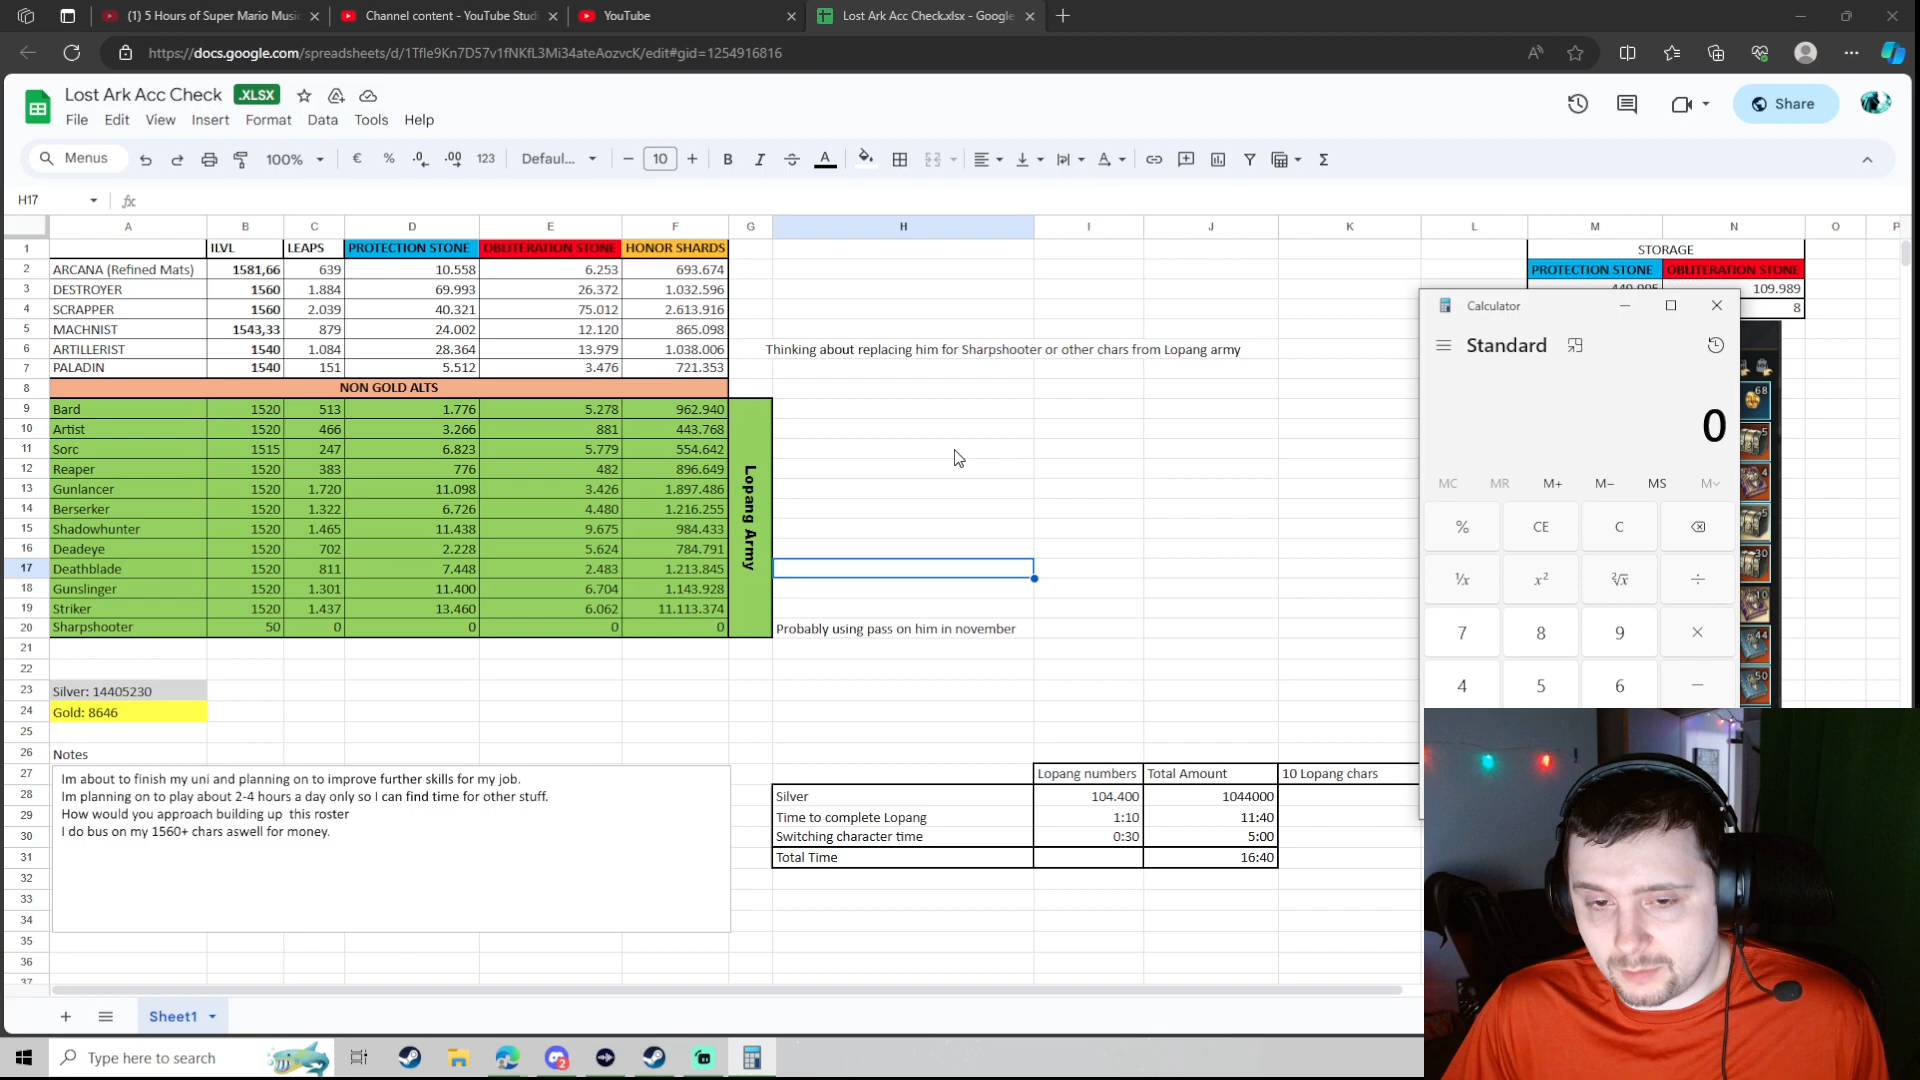 (1) 5 Hours of Super Mario Musi
Channel content - YouTube Stud
YouTube
Lost Ark Acc Check.xlsx - Google
https://docs.google.com/spreadsheets/d/1Tfle9Kn7D57v1fNKfL3Mi34ateAozvcK/edit#gid=1254916816
Lost Ark Acc Check .XLSX
File Edit View Insert Format Data Tools Help
Share
Menus 100% € % .0 .00 123 Defaul... − 10 + B I A Σ
H17 fx
A B C D E F G H I J K L M N O P
1 ILVL LEAPS PROTECTION STONE OBLITERATION STONE HONOR SHARDS STORAGE
2 ARCANA (Refined Mats) 1581,66 639 10.558 6.253 693.674 PROTECTION STONE OBLITERATION STONE
3 DESTROYER 1560 1.884 69.993 26.372 1.032.596 109.989
4 SCRAPPER 1560 2.039 40.321 75.012 2.613.916 8
5 MACHNIST 1543,33 879 24.002 12.120 865.098
6 ARTILLERIST 1540 1.084 28.364 13.979 1.038.006 Thinking about replacing him for Sharpshooter or other chars from Lopang army
7 PALADIN 1540 151 5.512 3.476 721.353
8 NON GOLD ALTS
9 Bard 1520 513 1.776 5.278 962.940
10 Artist 1520 466 3.266 881 443.768
11 Sorc 1515 247 6.823 5.779 554.642
12 Reaper 1520 383 776 482 896.649
13 Gunlancer 1520 1.720 11.098 3.426 1.897.486
14 Berserker 1520 1.322 6.726 4.480 1.216.255
15 Shadowhunter 1520 1.465 11.438 9.675 984.433
16 Deadeye 1520 702 2.228 5.624 784.791
17 Deathblade 1520 811 7.448 2.483 1.213.845
18 Gunslinger 1520 1.301 11.400 6.704 1.143.928
19 Striker 1520 1.437 13.460 6.062 11.113.374
20 Sharpshooter 50 0 0 0 0 Probably using pass on him in november
Lopang Army
21
22
23 Silver: 14405230
24 Gold: 8646
25
26 Notes
27 Lopang numbers Total Amount 10 Lopang chars
28 Silver 104.400 1044000
29 Time to complete Lopang 1:10 11:40
30 Switching character time 0:30 5:00
31 Total Time 16:40
32
33
34
35
36
37
Im about to finish my uni and planning on to improve further skills for my job.
Im planning on to play about 2-4 hours a day only so I can find time for other stuff.
How would you approach building up this roster
I do bus on my 1560+ chars aswell for money.
Calculator
Standard
0
MC MR M+ M− MS M
% CE C
¹/x x² ²√x ÷
7 8 9 ×
4 5 6 −
68
5
4
5
30
10
44
50
Sheet1
Type here to search
2